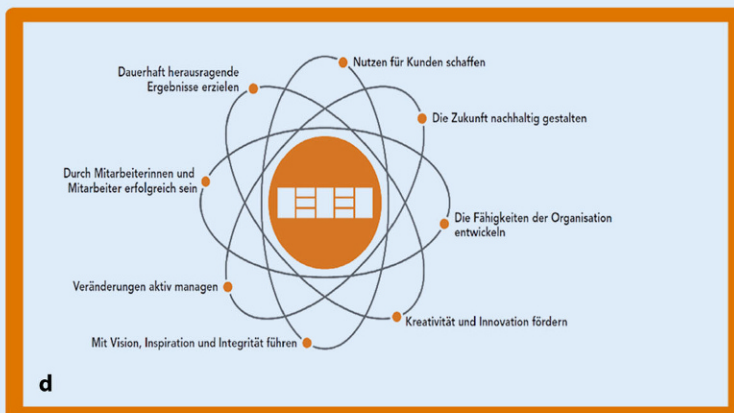 Nutzen für Kunden schaffen
Dauerhaft herausragende
Ergebnisse erzielen
Die Zukunft nachhaltig gestalten
Durch Mitarbeiterinnen und
Mitarbeiter erfolgreich sein
Die Fähigkeiten der Organisation
entwickeln
Veränderungen aktiv managen
Kreativität und Innovation fördern
Mit Vision, Inspiration und Integrität führen
d